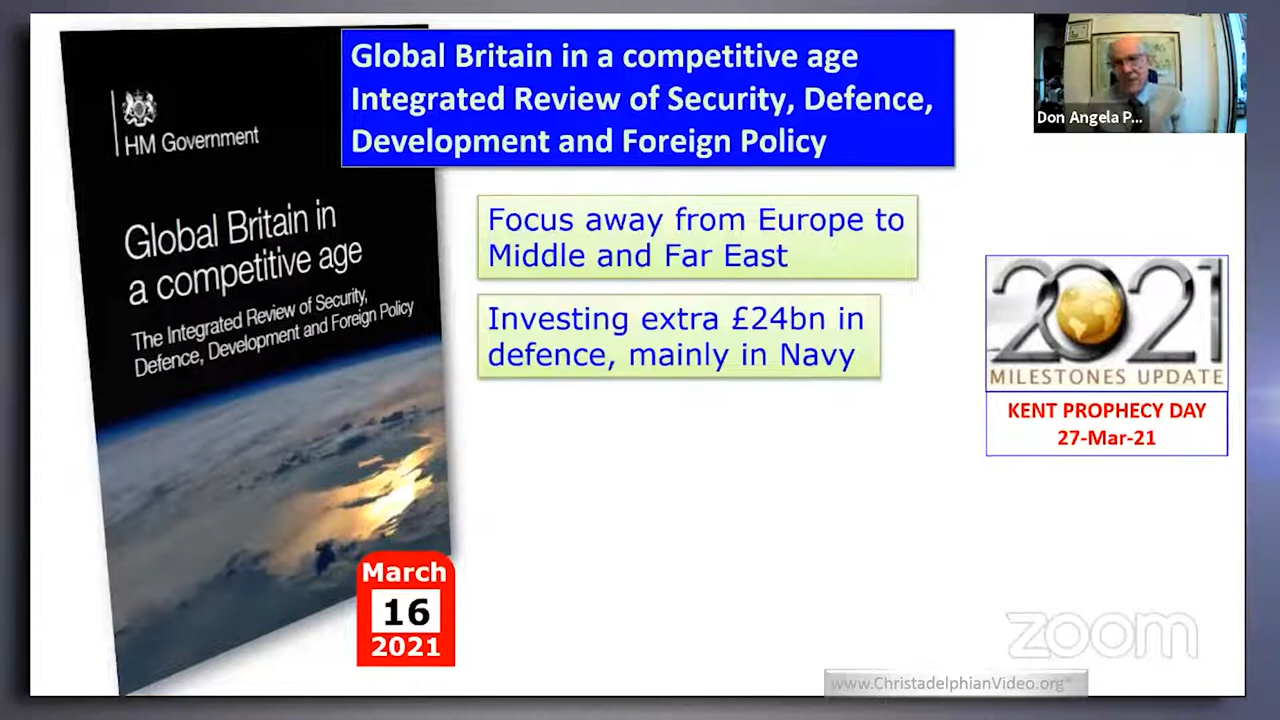 Global Britain in a competitive age
Integrated Review of Security, Defence,
Development and Foreign Policy
HM Government
Global Britain in
a competitive age
The Integrated Review of Security,
Defence, Development and Foreign Policy
March
16
2021
Focus away from Europe to
Middle and Far East
Investing extra £24bn in
defence, mainly in Navy
Don Angela P...
2021
MILESTONES UPDATE
KENT PROPHECY DAY
27-Mar-21
zoom
www.ChristadelphianVideo.org